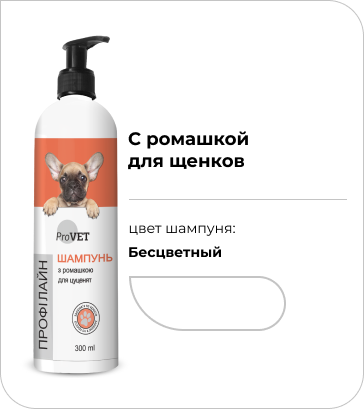 С ромашкой
для щенков
цвет шампуня:
Бесцветный
ProVET
ШАМПУНЬ
з ромашкою
для цуценят
ПРОФІЛАЙН
300 ml